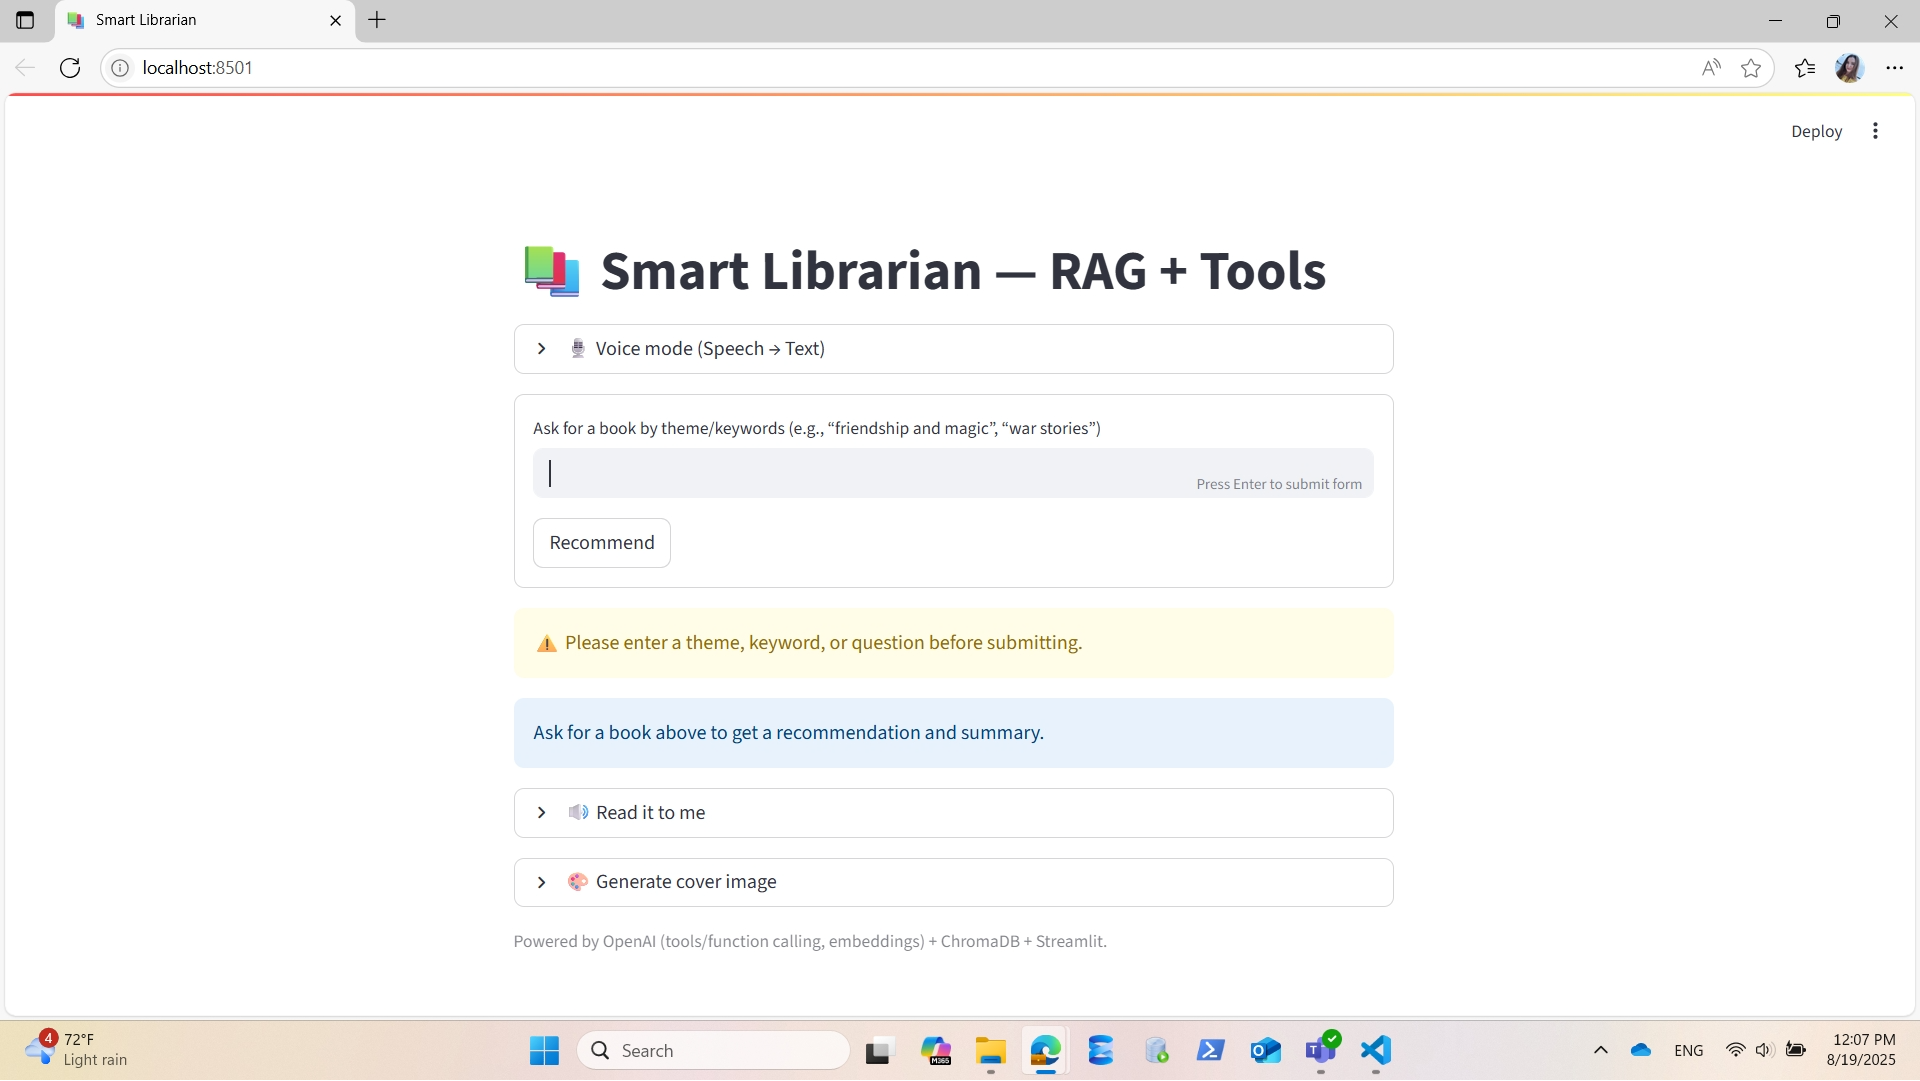 Smart Librarian
localhost:8501
Deploy
Smart Librarian — RAG + Tools
Voice mode (Speech → Text)
Ask for a book by theme/keywords (e.g., “friendship and magic”, “war stories”)
Press Enter to submit form
Recommend
Please enter a theme, keyword, or question before submitting.
Ask for a book above to get a recommendation and summary.
Read it to me
Generate cover image
Powered by OpenAI (tools/function calling, embeddings) + ChromaDB + Streamlit.
4
72°F
Light rain
Search
M365
ENG
12:07 PM
8/19/2025